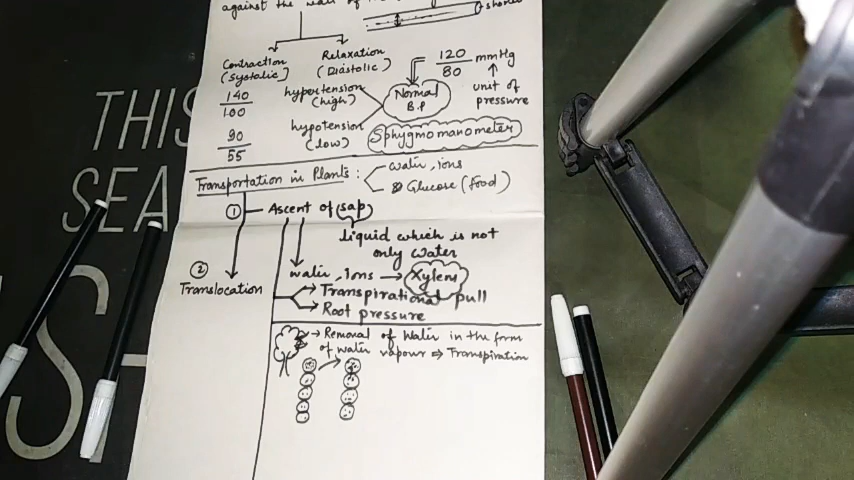 against the wall of
Contraction
(Systolic)
Relaxation
(Diastolic)
120
80
mmHg
unit of
pressure
140
100
hypertension
(high)
Normal
B.P
90
55
hypotension
(low)
Sphygmomanometer
Transportation in Plants :
water, ions
Glucose (food)
① Ascent of (sap)
liquid which is not
only water
water, ions → Xylem
② Translocation
Transpirational pull
Root pressure
→ Removal of Water in the form
of water vapour ⇒ Transpiration
THIS
SEA
S-